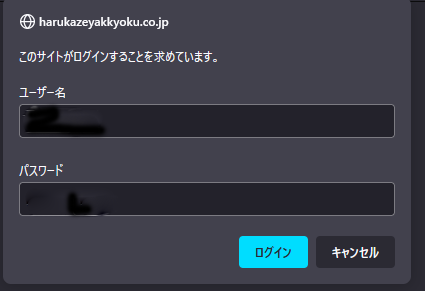 harukazeyakkyoku.co.jp
このサイトがログインすることを求めています。
ユーザー名
パスワード
ログイン
キャンセル